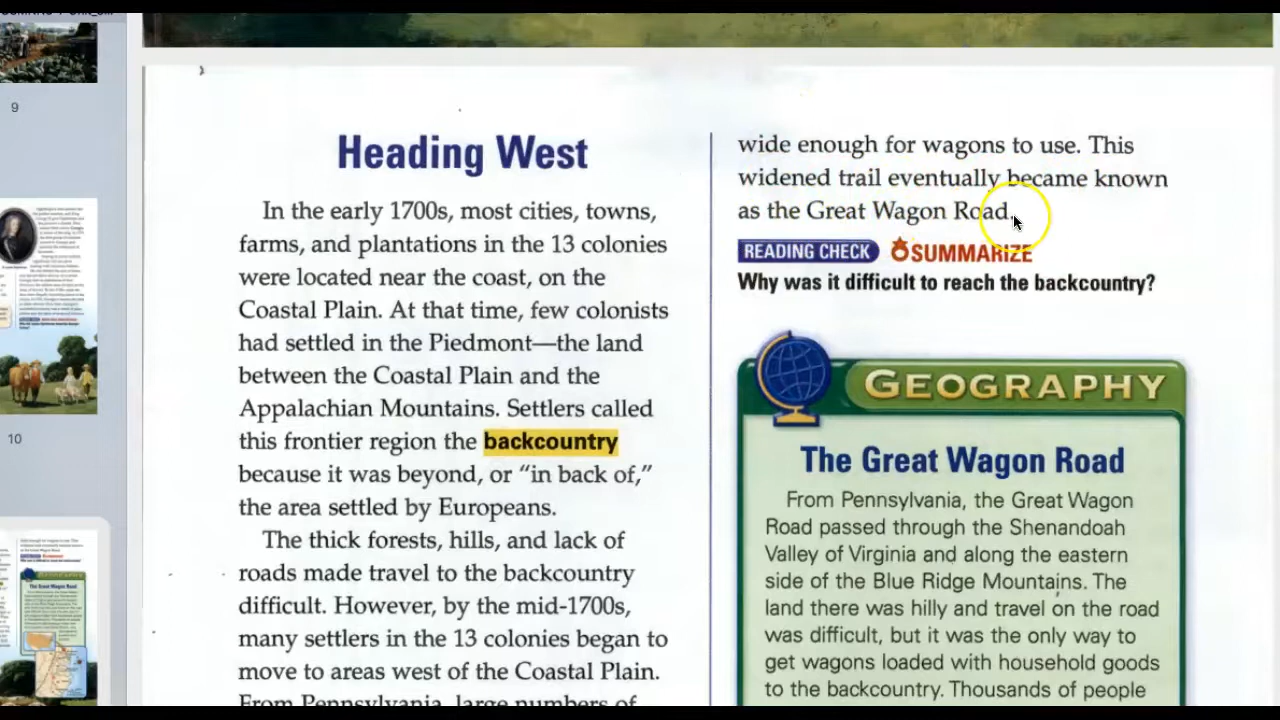 9
10
Heading West
In the early 1700s, most cities, towns,
farms, and plantations in the 13 colonies
were located near the coast, on the
Coastal Plain. At that time, few colonists
had settled in the Piedmont—the land
between the Coastal Plain and the
Appalachian Mountains. Settlers called
this frontier region the backcountry
because it was beyond, or “in back of,”
the area settled by Europeans.
The thick forests, hills, and lack of
roads made travel to the backcountry
difficult. However, by the mid-1700s,
many settlers in the 13 colonies began to
move to areas west of the Coastal Plain.
From Pennsylvania, large numbers of
wide enough for wagons to use. This
widened trail eventually became known
as the Great Wagon Road.
READING CHECK SUMMARIZE
Why was it difficult to reach the backcountry?
GEOGRAPHY
The Great Wagon Road
From Pennsylvania, the Great Wagon
Road passed through the Shenandoah
Valley of Virginia and along the eastern
side of the Blue Ridge Mountains. The
land there was hilly and travel on the road
was difficult, but it was the only way to
get wagons loaded with household goods
to the backcountry. Thousands of people